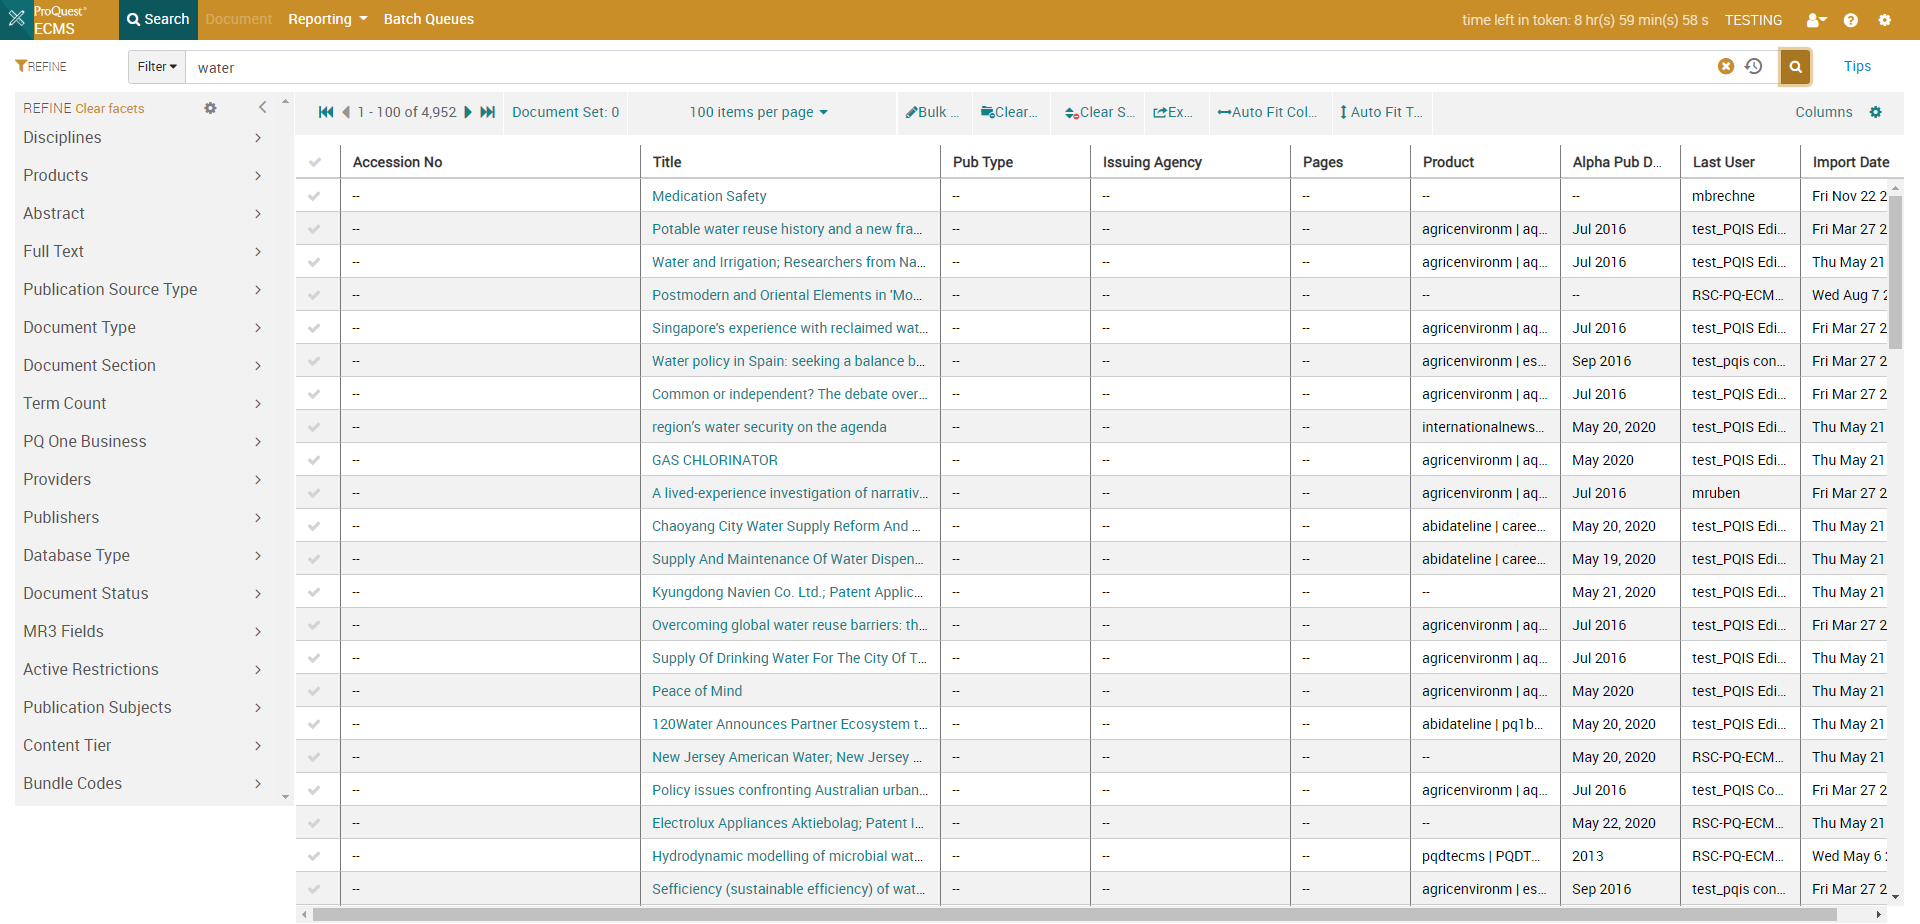 ProQuest® ECMS Search Document Reporting Batch Queues time left in token: 8 hr(s) 59 min(s) 58 s TESTING
REFINE Filter water Tips
REFINE Clear facets
Disciplines
Products
Abstract
Full Text
Publication Source Type
Document Type
Document Section
Term Count
PQ One Business
Providers
Publishers
Database Type
Document Status
MR3 Fields
Active Restrictions
Publication Subjects
Content Tier
Bundle Codes
1 - 100 of 4,952 Document Set: 0 100 items per page Bulk ... Clear... Clear S... Ex... Auto Fit Col... Auto Fit T... Columns
Accession No Title Pub Type Issuing Agency Pages Product Alpha Pub D... Last User Import Date
-- Medication Safety -- -- -- -- -- mbrechne Fri Nov 22 2
-- Potable water reuse history and a new fra... -- -- -- agricenvironm | aq... Jul 2016 test_PQIS Edi... Fri Mar 27 2
-- Water and Irrigation; Researchers from Na... -- -- -- agricenvironm | aq... Jul 2016 test_PQIS Edi... Thu May 21
-- Postmodern and Oriental Elements in 'Mo... -- -- -- -- -- RSC-PQ-ECM... Wed Aug 7 2
-- Singapore's experience with reclaimed wat... -- -- -- agricenvironm | aq... Jul 2016 test_PQIS Edi... Fri Mar 27 2
-- Water policy in Spain: seeking a balance b... -- -- -- agricenvironm | es... Sep 2016 test_pqis con... Fri Mar 27 2
-- Common or independent? The debate over... -- -- -- agricenvironm | aq... Jul 2016 test_PQIS Edi... Fri Mar 27 2
-- region's water security on the agenda -- -- -- internationalnews... May 20, 2020 test_PQIS Edi... Thu May 21
-- GAS CHLORINATOR -- -- -- agricenvironm | aq... May 2020 test_PQIS Edi... Thu May 21
-- A lived-experience investigation of narrativ... -- -- -- agricenvironm | aq... Jul 2016 mruben Fri Mar 27 2
-- Chaoyang City Water Supply Reform And ... -- -- -- abidateline | caree... May 20, 2020 test_PQIS Edi... Thu May 21
-- Supply And Maintenance Of Water Dispen... -- -- -- abidateline | caree... May 19, 2020 test_PQIS Edi... Thu May 21
-- Kyungdong Navien Co. Ltd.; Patent Applic... -- -- -- -- May 21, 2020 test_PQIS Edi... Thu May 21
-- Overcoming global water reuse barriers: th... -- -- -- agricenvironm | aq... Jul 2016 test_PQIS Edi... Fri Mar 27 2
-- Supply Of Drinking Water For The City Of T... -- -- -- agricenvironm | aq... Jul 2016 test_PQIS Edi... Thu May 21
-- Peace of Mind -- -- -- agricenvironm | aq... May 2020 test_PQIS Edi... Thu May 21
-- 120Water Announces Partner Ecosystem t... -- -- -- abidateline | pq1b... May 20, 2020 test_PQIS Edi... Thu May 21
-- New Jersey American Water; New Jersey ... -- -- -- -- May 20, 2020 RSC-PQ-ECM... Thu May 21
-- Policy issues confronting Australian urban... -- -- -- agricenvironm | aq... Jul 2016 test_PQIS Co... Fri Mar 27 2
-- Electrolux Appliances Aktiebolag; Patent I... -- -- -- -- May 22, 2020 RSC-PQ-ECM... Thu May 21
-- Hydrodynamic modelling of microbial wat... -- -- -- pqdtecms | PQDT... 2013 RSC-PQ-ECM... Wed May 6
-- Sefficiency (sustainable efficiency) of wat... -- -- -- agricenvironm | es... Sep 2016 test_pqis con... Fri Mar 27 2